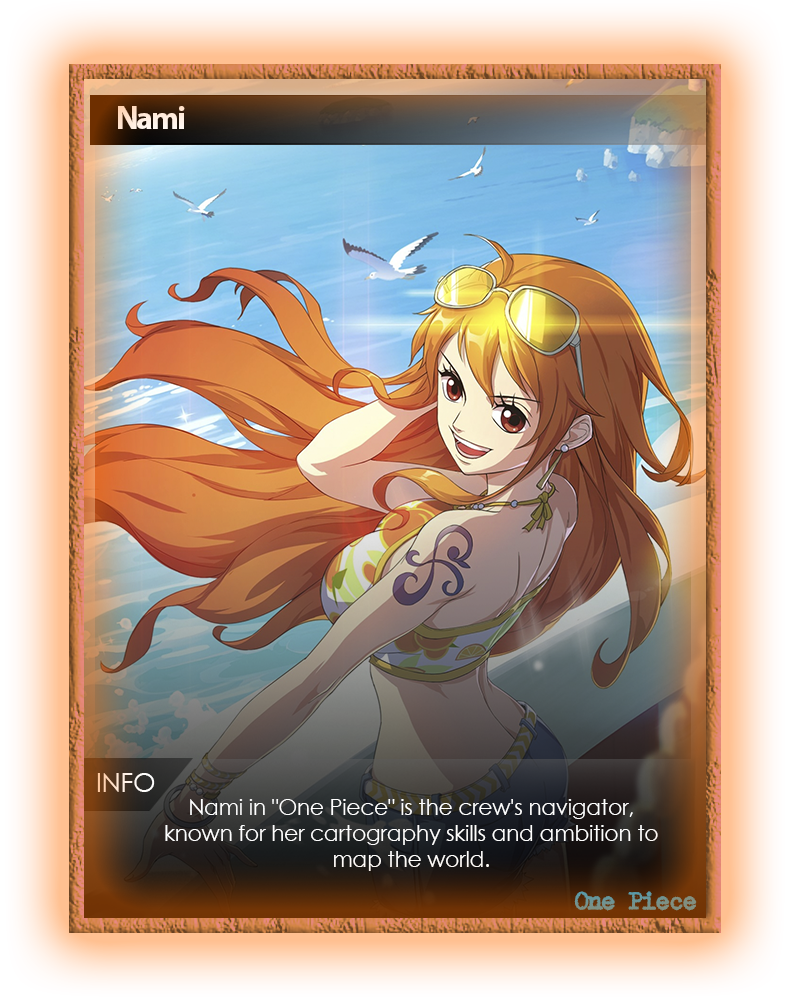 Nami
INFO
Nami in "One Piece" is the crew's navigator,
known for her cartography skills and ambition to
map the world.
One Piece